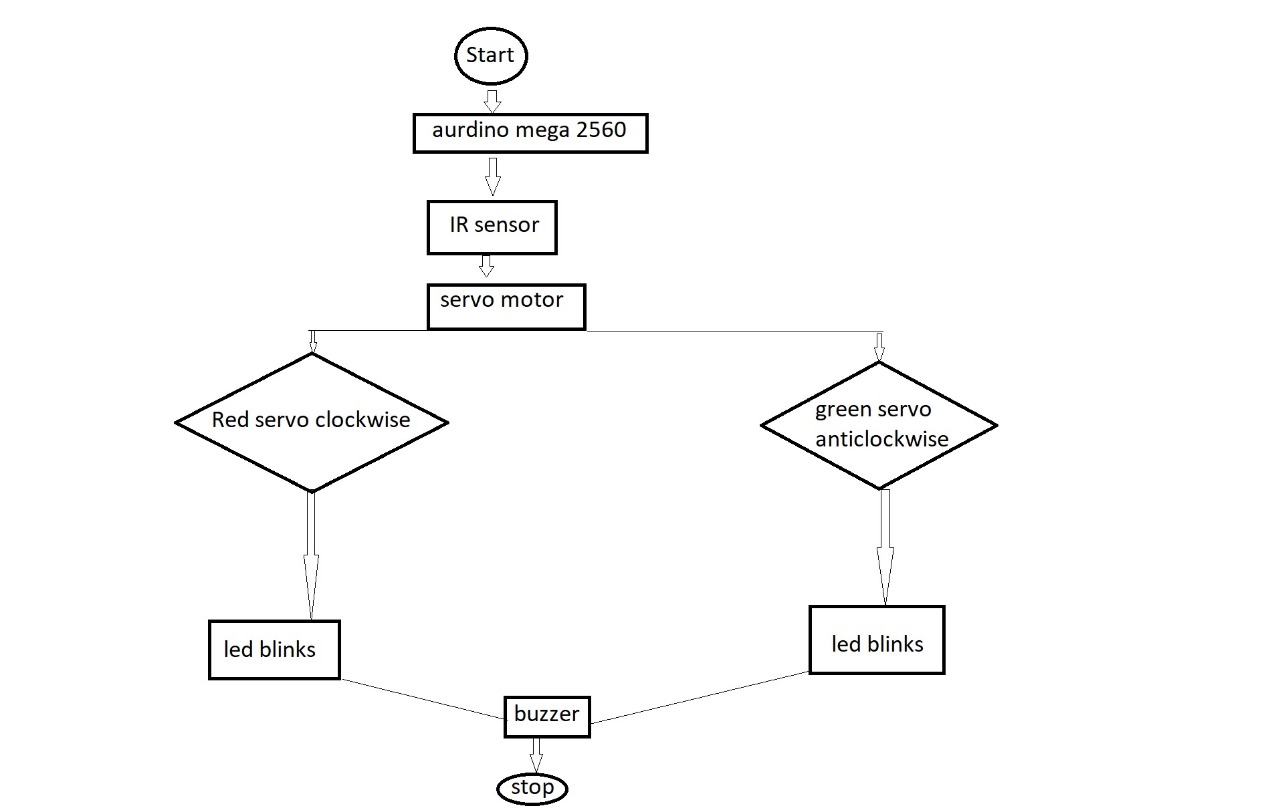 Start
aurdino mega 2560
IR sensor
servo motor
Red servo clockwise
green servo
anticlockwise
led blinks
led blinks
buzzer
stop